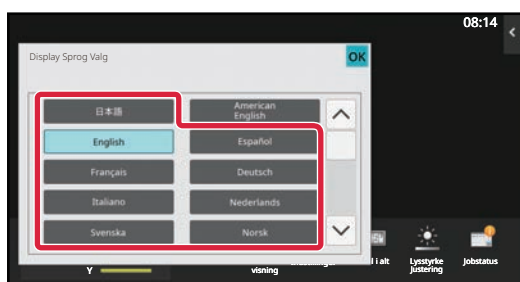 08:14
Display Sprog Valg
OK
日本語
American
English
English
Español
Français
Deutsch
Italiano
Nederlands
Svenska
Norsk
Y
visning
i alt
Lysstyrke
Justering
Jobstatus